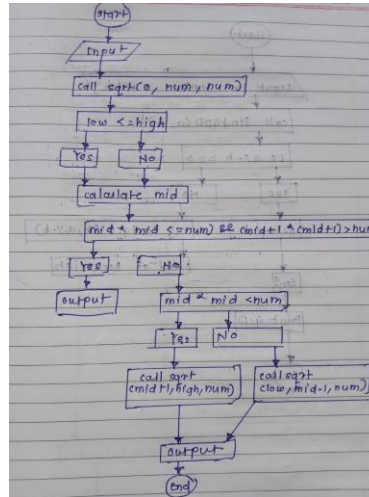 start
Input
call sqrt(0, num, num)
low <= high
Yes No
calculate mid
mid * mid <= num) && (mid+1 * (mid+1) > num
Yes No
output
mid * mid < num
Yes No
call sqrt
(mid+1, high, num)
call sqrt
(low, mid-1, num)
output
end